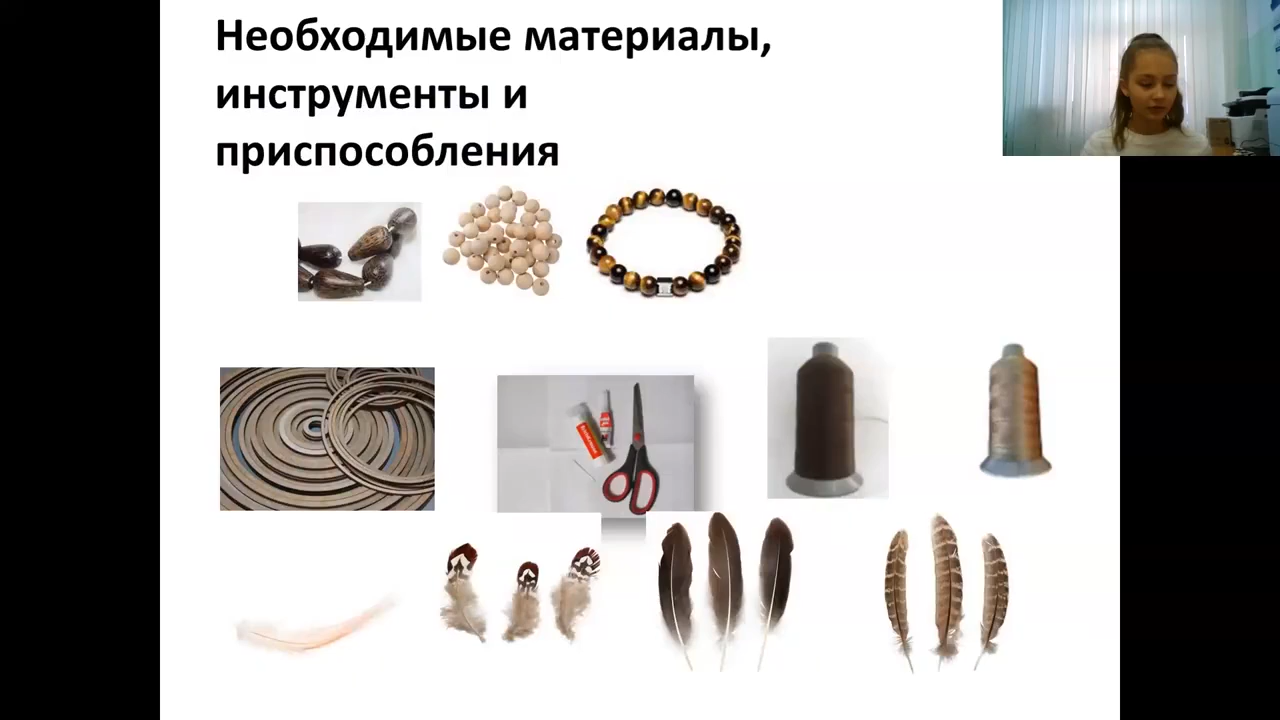 Необходимые материалы,
инструменты и
приспособления